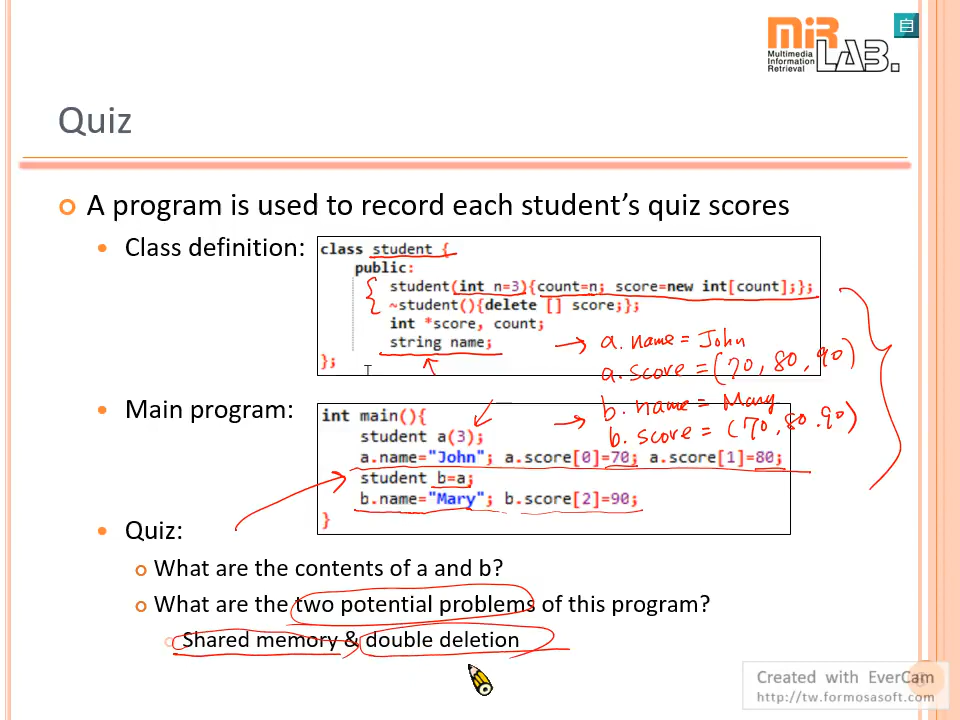 MIR
LAB.
Multimedia
Information
Retrieval
自
Quiz
A program is used to record each student's quiz scores
Class definition:
class student {
public:
student(int n=3){count=n; score=new int[count];};
~student(){delete [] score;};
int *score, count;
string name;
};
a. name = John
a. score = (70, 80, 90)
Main program:
int main(){
student a(3);
a.name="John"; a.score[0]=70; a.score[1]=80;
student b=a;
b.name="Mary"; b.score[2]=90;
}
b. name = Mary
b. score = (70, 80, 90)
Quiz:
What are the contents of a and b?
What are the two potential problems of this program?
Shared memory & double deletion
Created with EverCam
http://tw.formosasoft.com